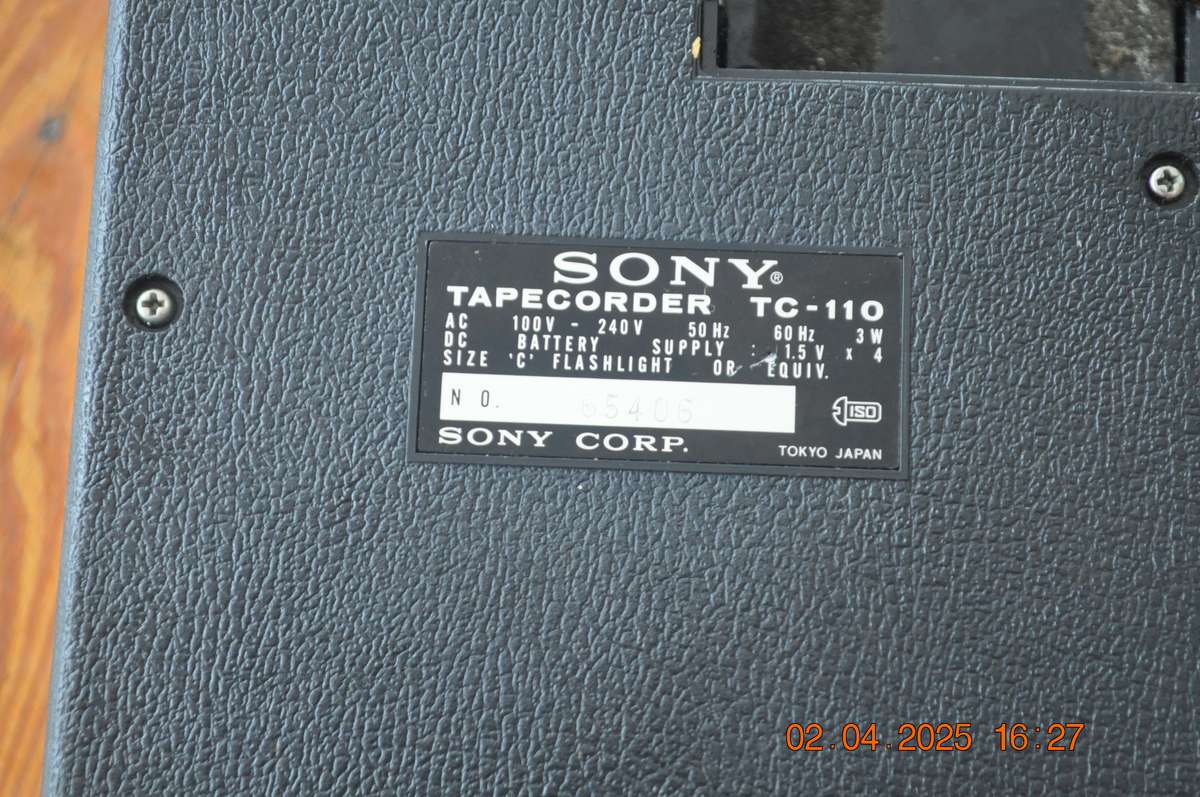 SONY®
TAPECORDER TC-110
AC 100V - 240V 50Hz 60Hz 3W
DC BATTERY SUPPLY : 1.5V x 4
SIZE 'C' FLASHLIGHT OR EQUIV.
NO. 65406
ISO
SONY CORP.
TOKYO JAPAN
02.04.2025 16:27